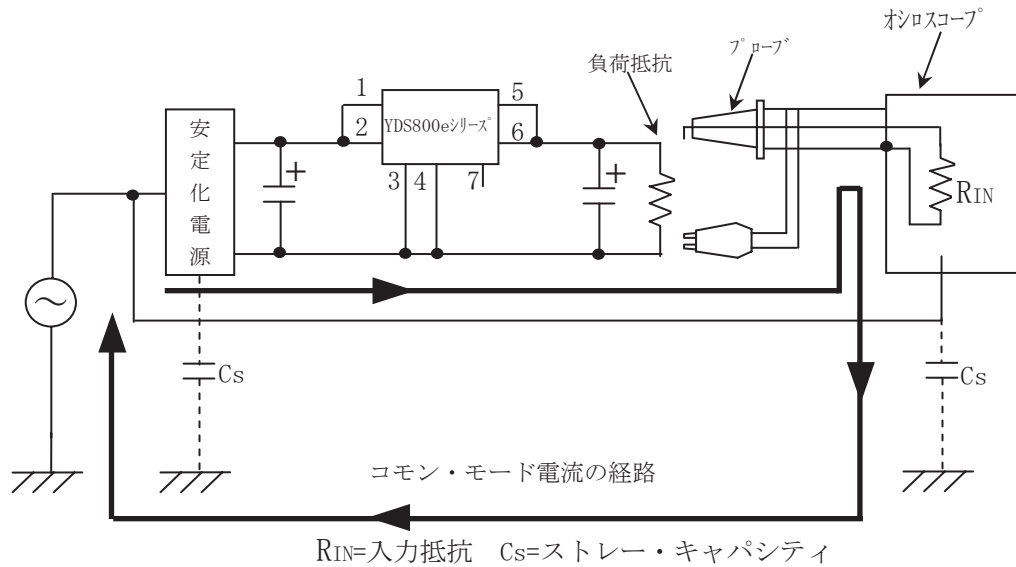 オシロスコープ
プローブ
負荷抵抗
1
2
3
4
5
6
7
YDS800eシリーズ
安定化電源
+
+
RIN
Cs
Cs
コモン・モード電流の経路
RIN=入力抵抗 Cs=ストレー・キャパシティ